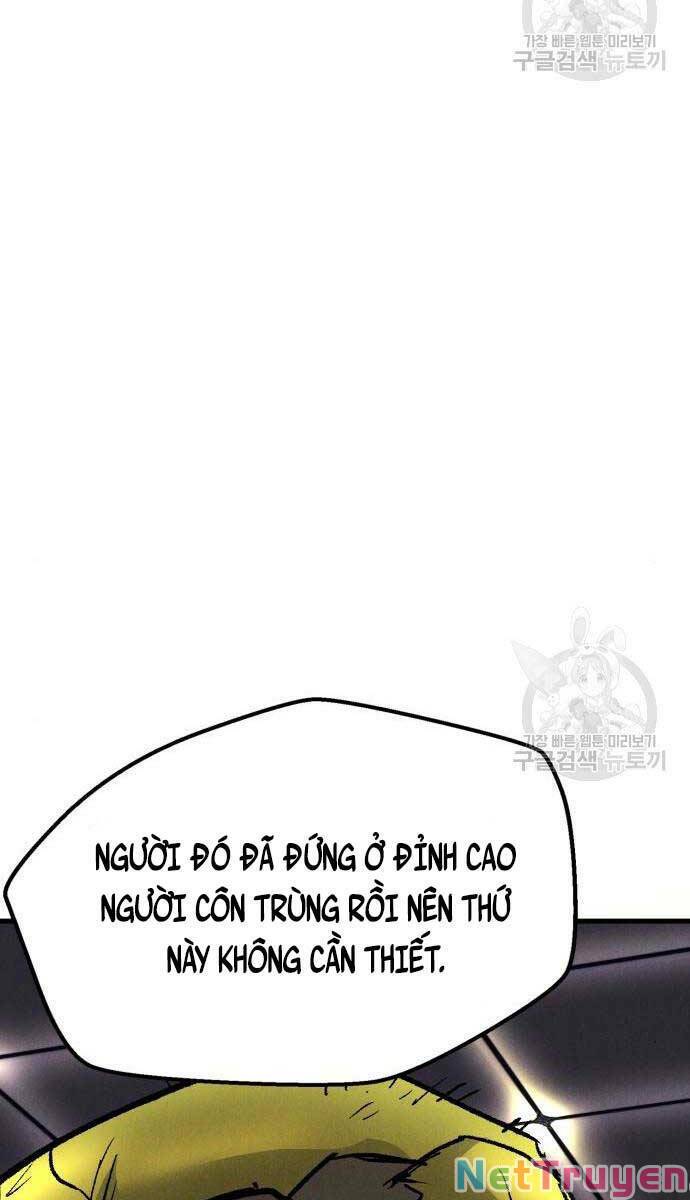 가장 빠른 웹툰 미리보기
구글검색 뉴토끼
가장 빠른 웹툰 미리보기
구글검색 뉴토끼
NGƯỜI ĐÓ ĐÃ ĐỨNG Ở ĐỈNH CAO
NGƯỜI CÔN TRÙNG RỒI NÊN THỨ
NÀY KHÔNG CẦN THIẾT.
NetTruyen